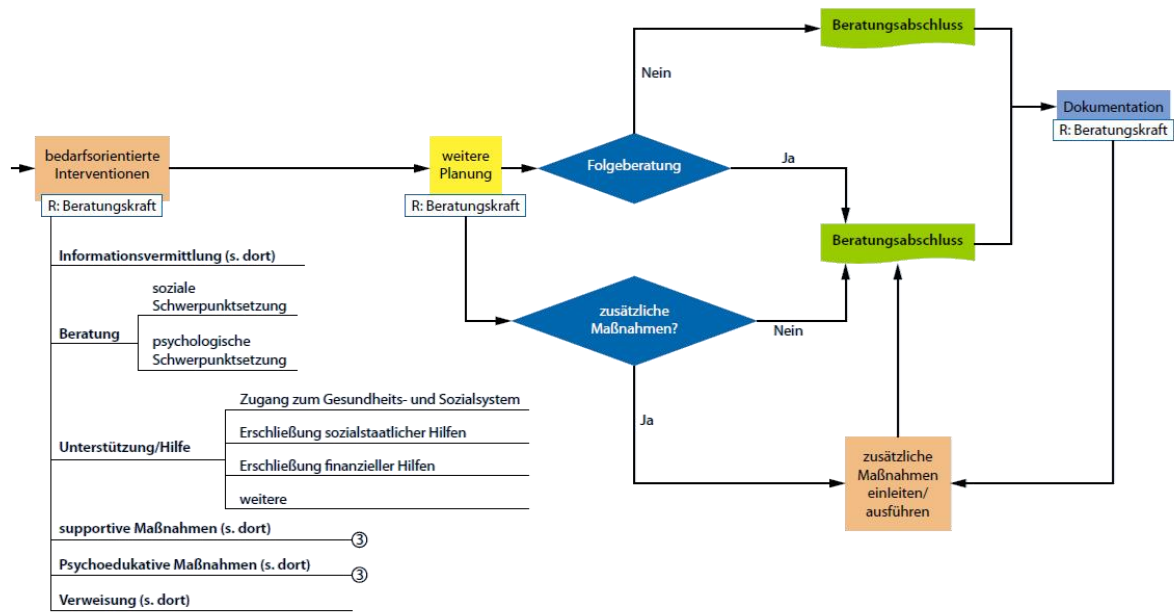 Beratungsabschluss
Nein
Dokumentation
R: Beratungskraft
bedarfsorientierte
Interventionen
R: Beratungskraft
weitere
Planung
R: Beratungskraft
Folgeberatung
Ja
Beratungsabschluss
Informationsvermittlung (s. dort)
Beratung
soziale
Schwerpunktsetzung
psychologische
Schwerpunktsetzung
zusätzliche
Maßnahmen?
Nein
Ja
Unterstützung/Hilfe
Zugang zum Gesundheits- und Sozialsystem
Erschließung sozialstaatlicher Hilfen
Erschließung finanzieller Hilfen
weitere
zusätzliche
Maßnahmen
einleiten/
ausführen
supportive Maßnahmen (s. dort)
3
Psychoedukative Maßnahmen (s. dort)
3
Verweisung (s. dort)